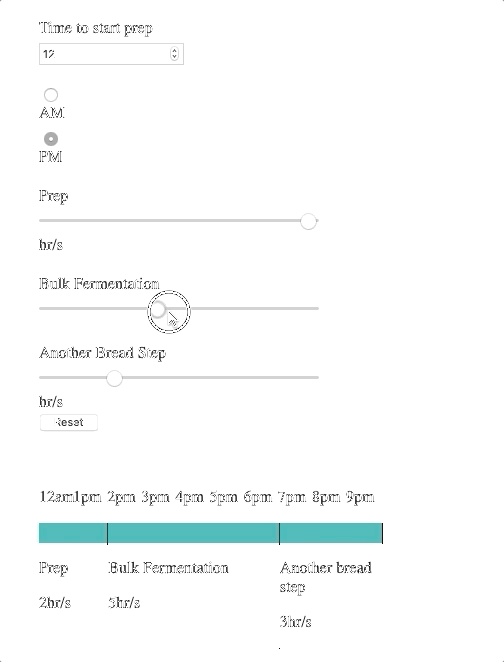 Time to start prep
12
AM
PM
Prep
hr/s
Bulk Fermentation
Another Bread Step
hr/s
Reset
12am1pm 2pm 3pm 4pm 5pm 6pm 7pm 8pm 9pm
Prep Bulk Fermentation Another bread
step
2hr/s 5hr/s
3hr/s